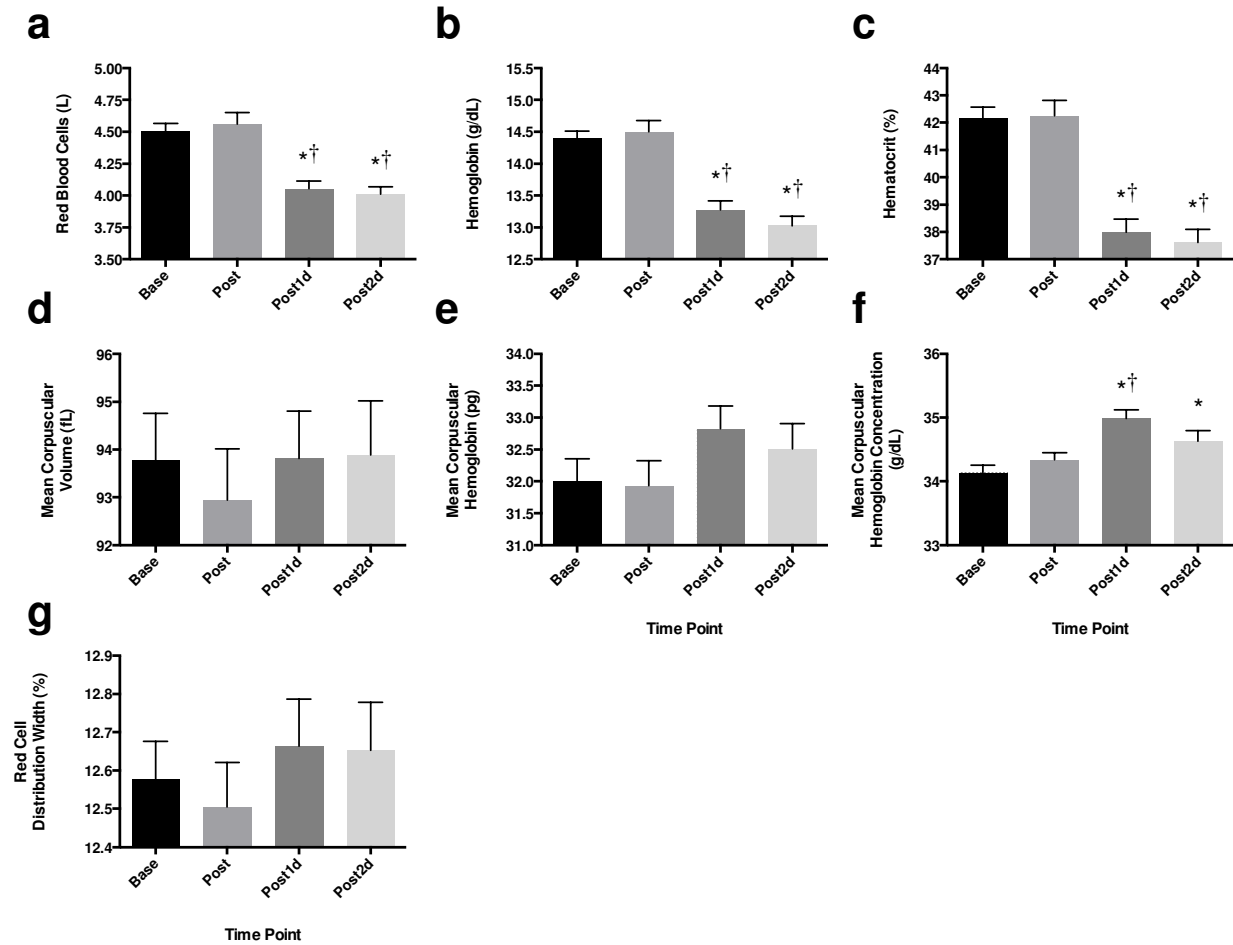 a
Red Blood Cells (L)
5.00
4.75
4.50
4.25
4.00
3.75
3.50
*†
*†
Base
Post
Post1d
Post2d
b
Hemoglobin (g/dL)
15.5
15.0
14.5
14.0
13.5
13.0
12.5
*†
*†
Base
Post
Post1d
Post2d
c
Hematocrit (%)
44
43
42
41
40
39
38
37
*†
*†
Base
Post
Post1d
Post2d
d
Mean Corpuscular
Volume (fL)
96
95
94
93
92
Base
Post
Post1d
Post2d
e
Mean Corpuscular
Hemoglobin (pg)
34.0
33.5
33.0
32.5
32.0
31.5
31.0
Base
Post
Post1d
Post2d
Time Point
f
Mean Corpuscular
Hemoglobin Concentration
(g/dL)
36
35
34
33
*†
*
Base
Post
Post1d
Post2d
Time Point
g
Red Cell
Distribution Width (%)
12.9
12.8
12.7
12.6
12.5
12.4
Base
Post
Post1d
Post2d
Time Point